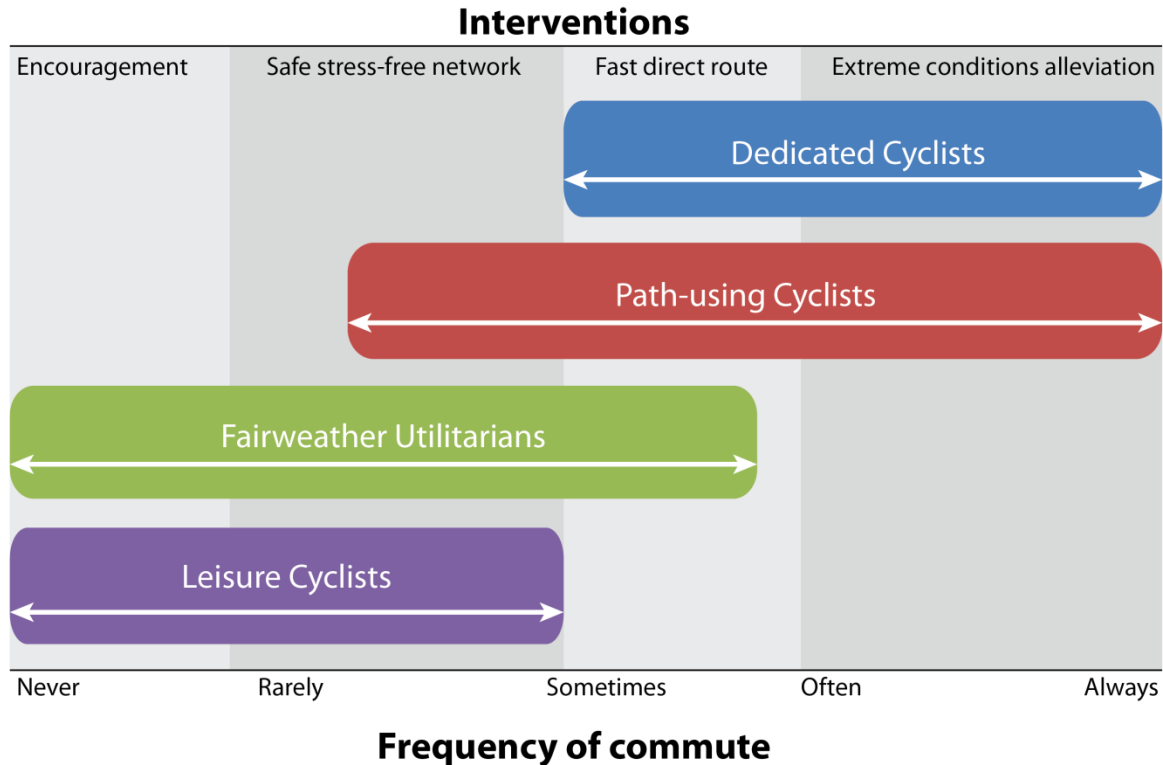 Interventions
Encouragement Safe stress-free network Fast direct route Extreme conditions alleviation
Dedicated Cyclists
Path-using Cyclists
Fairweather Utilitarians
Leisure Cyclists
Never Rarely Sometimes Often Always
Frequency of commute